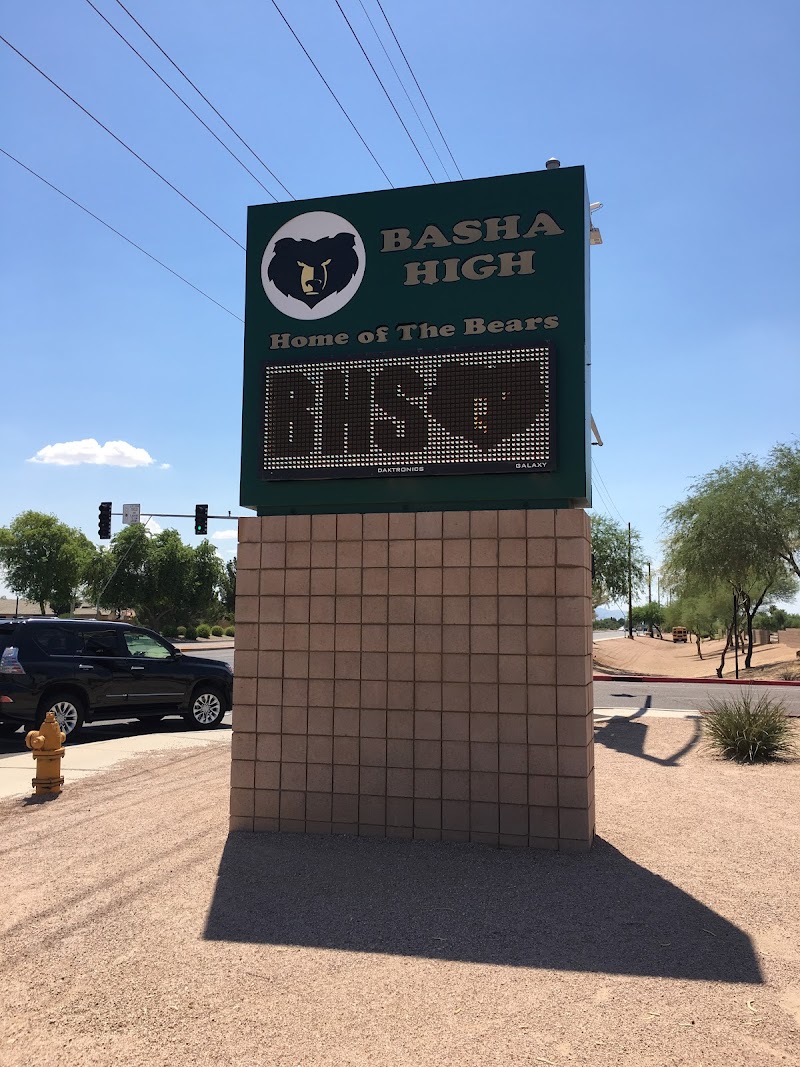 BASHA
HIGH
Home of The Bears
BHS
DAKTRONICS GALAXY